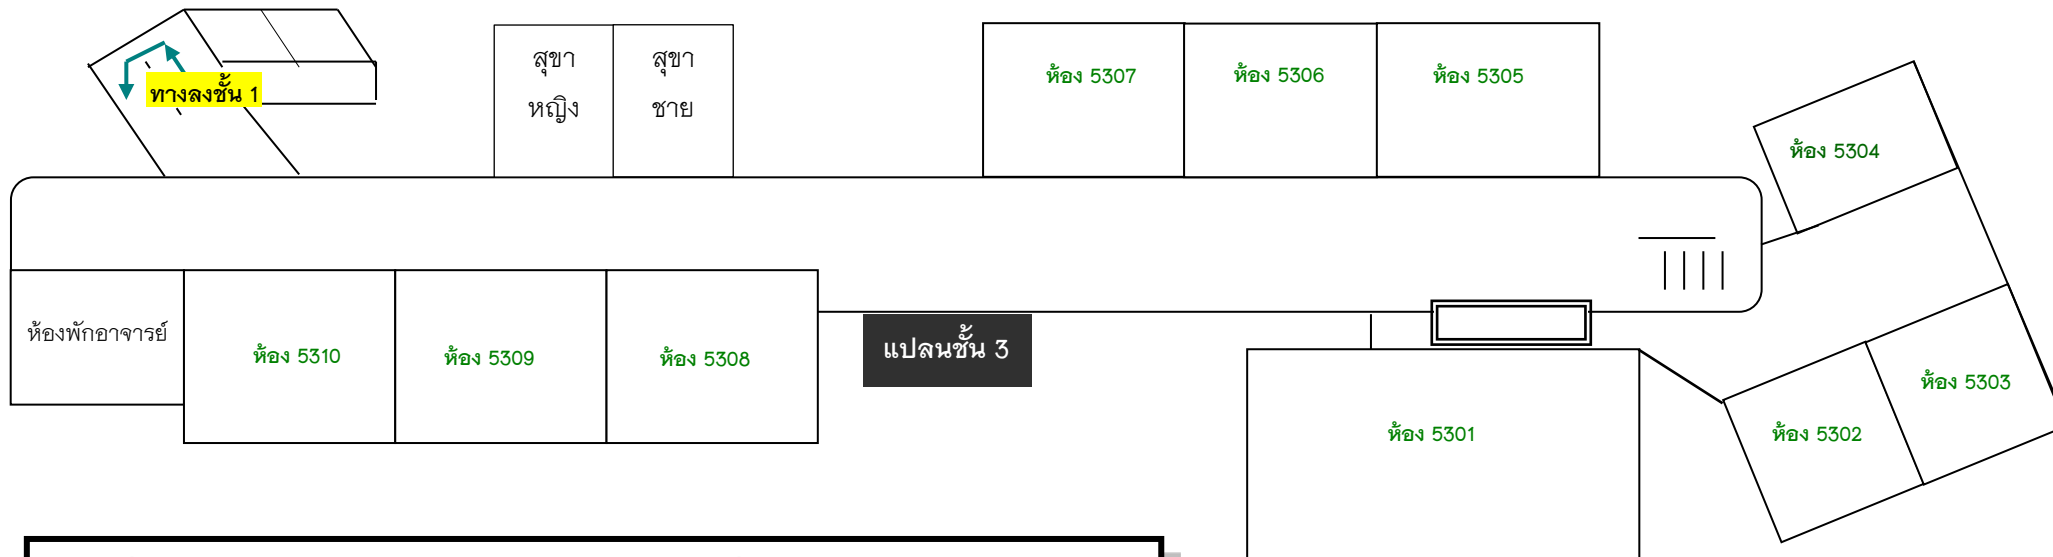 สุขา
หญิง
สุขา
ชาย
ห้อง 5307
ห้อง 5306
ห้อง 5305
ทางลงชั้น 1
ห้อง 5304
ห้องพักอาจารย์
ห้อง 5310
ห้อง 5309
ห้อง 5308
แปลนชั้น 3
ห้อง 5301
ห้อง 5302
ห้อง 5303